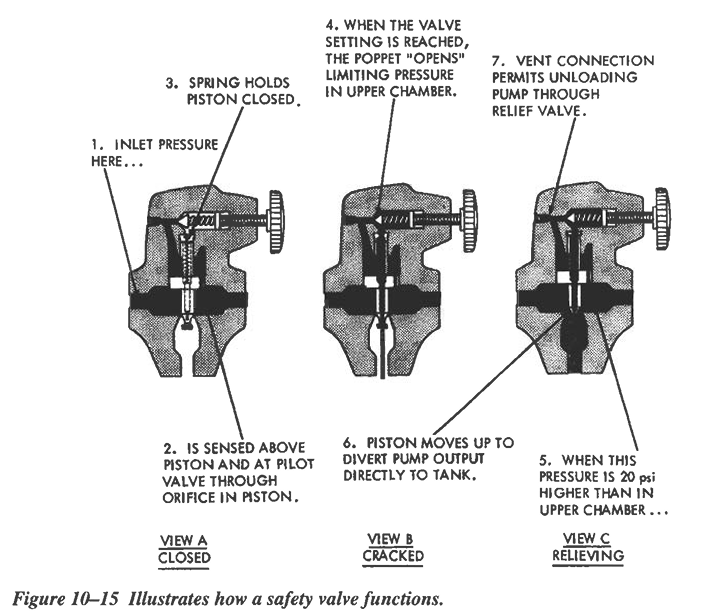 4. WHEN THE VALVE
SETTING IS REACHED,
THE POPPET "OPENS"
LIMITING PRESSURE
IN UPPER CHAMBER.
7. VENT CONNECTION
PERMITS UNLOADING
PUMP THROUGH
RELIEF VALVE.
3. SPRING HOLDS
PISTON CLOSED.
1. INLET PRESSURE
HERE...
2. IS SENSED ABOVE
PISTON AND AT PILOT
VALVE THROUGH
ORIFICE IN PISTON.
6. PISTON MOVES UP TO
DIVERT PUMP OUTPUT
DIRECTLY TO TANK.
5. WHEN THIS
PRESSURE IS 20 psi
HIGHER THAN IN
UPPER CHAMBER...
VIEW A
CLOSED
VIEW B
CRACKED
VIEW C
RELIEVING
Figure 10–15 Illustrates how a safety valve functions.